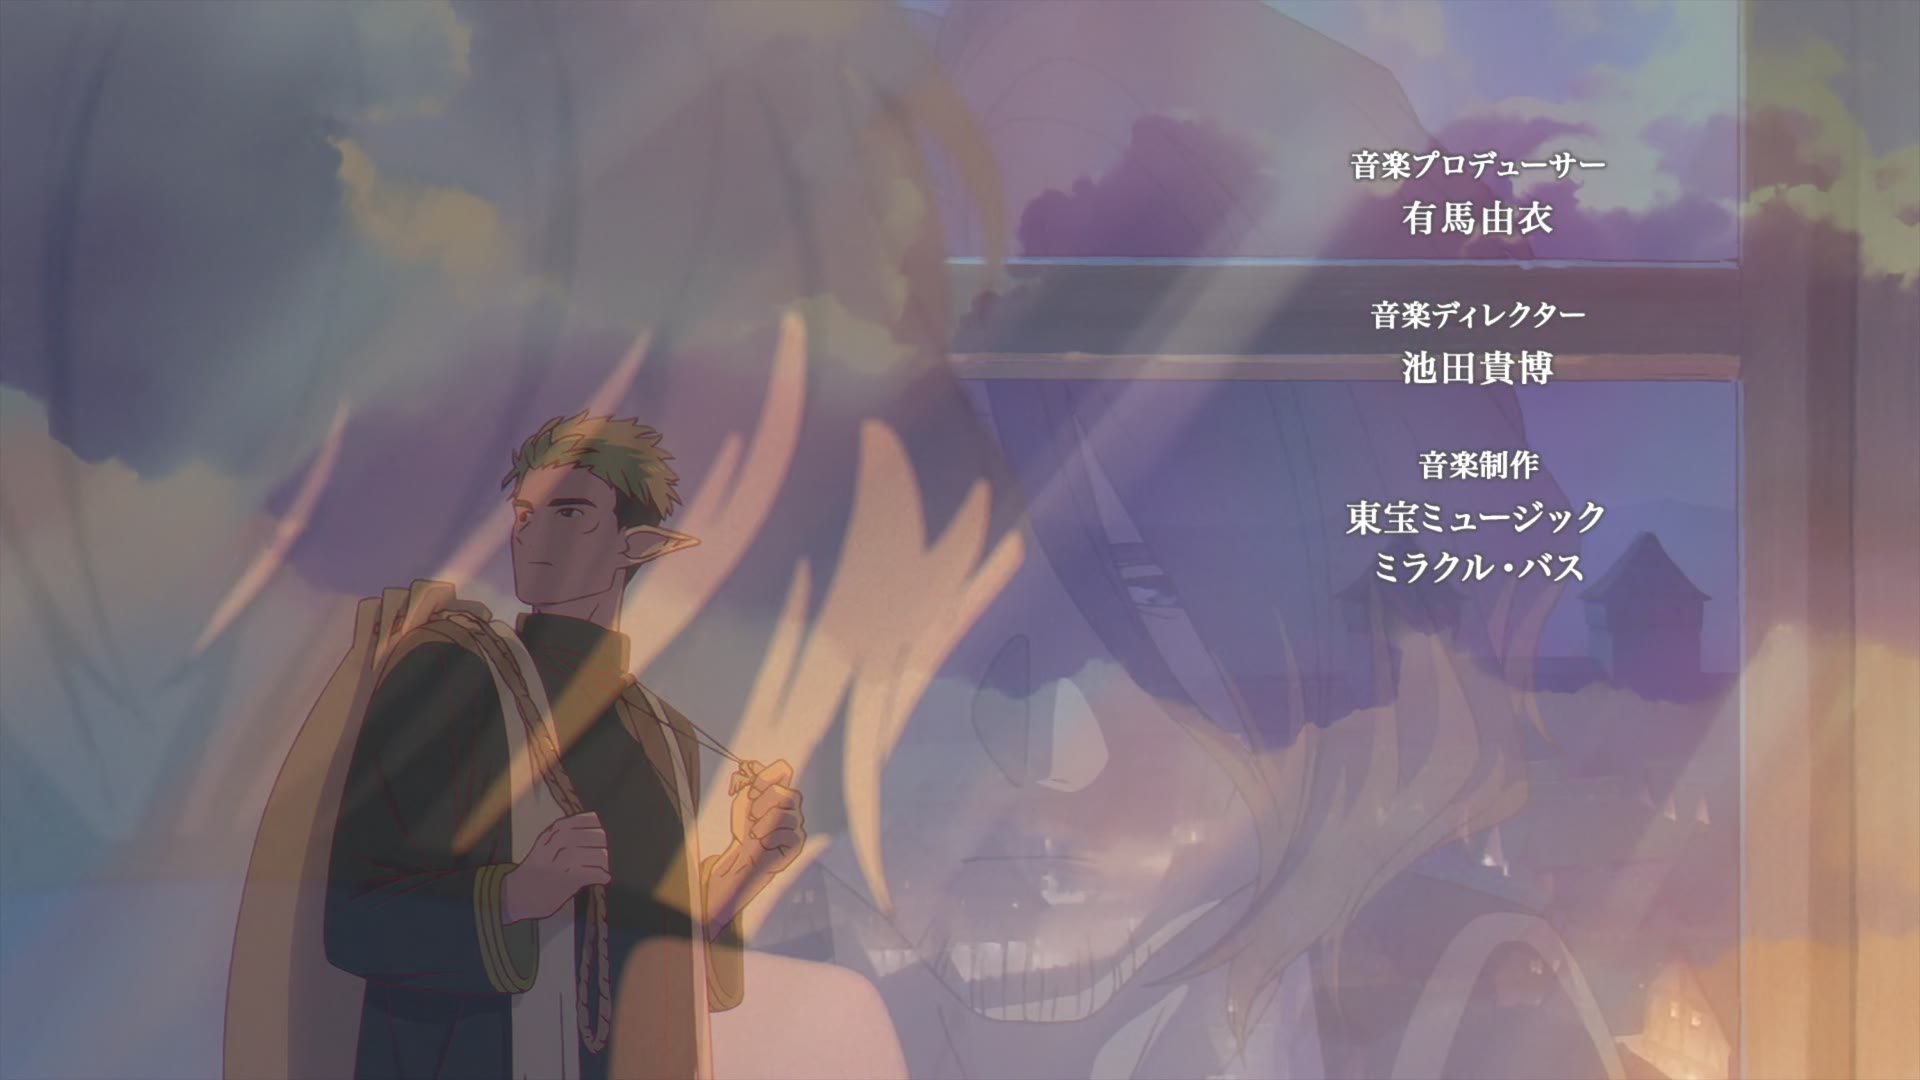 音楽プロデューサー
有馬由衣
音楽ディレクター
池田貴博
音楽制作
東宝ミュージック
ミラクル・バス